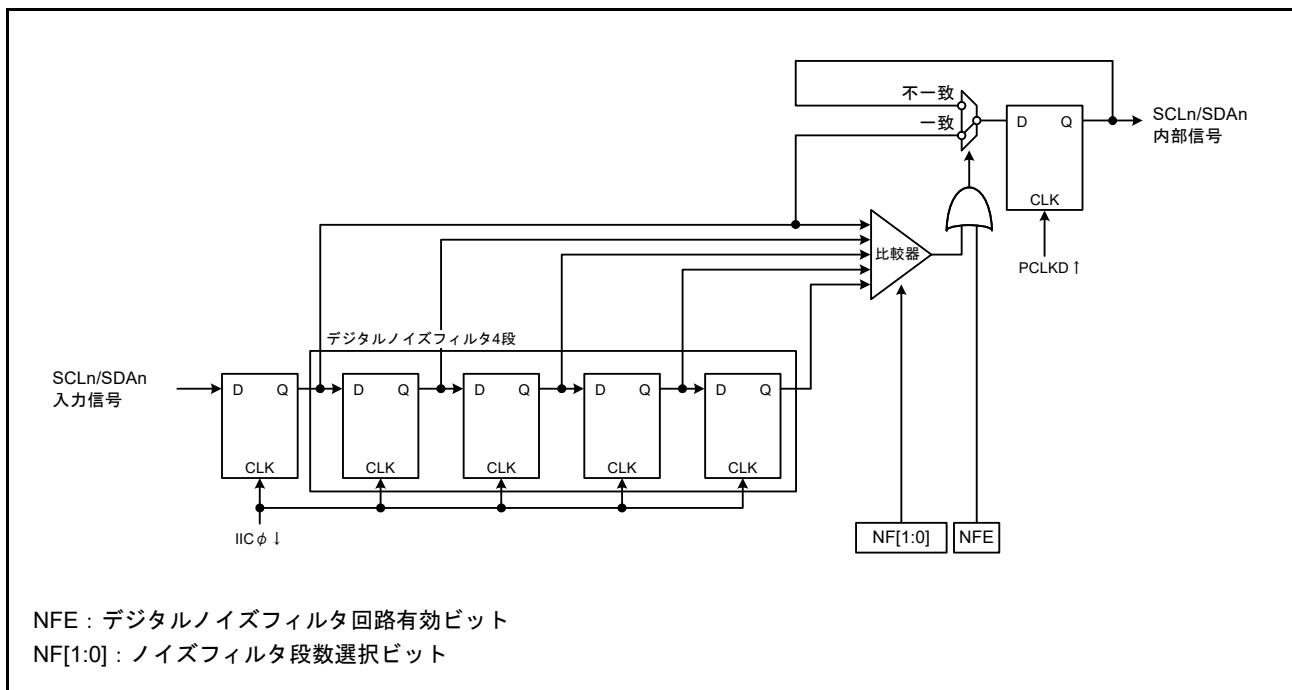 不一致
一致
D Q
CLK
PCLKD↑
SCLn/SDAn
内部信号
比較器
デジタルノイズフィルタ4段
SCLn/SDAn
入力信号
D Q
CLK
D Q
CLK
D Q
CLK
D Q
CLK
D Q
CLK
IICφ↓
NF[1:0]
NFE
NFE：デジタルノイズフィルタ回路有効ビット
NF[1:0]：ノイズフィルタ段数選択ビット